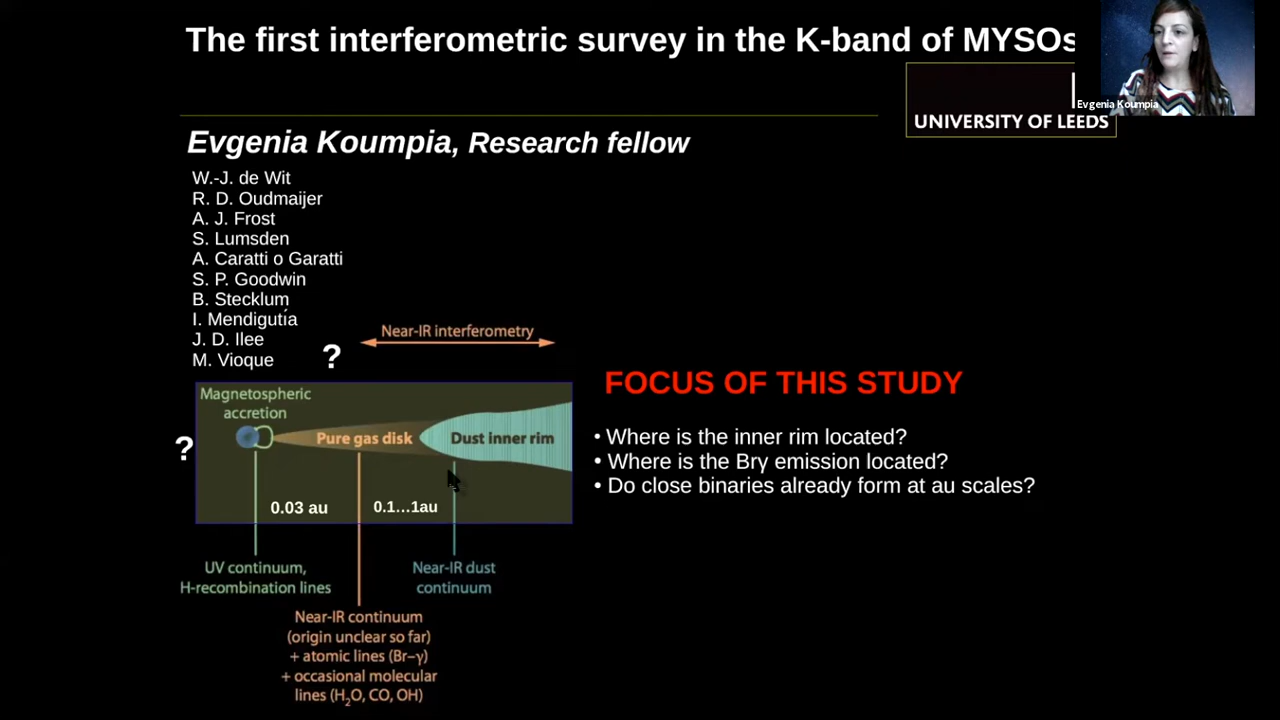 The first interferometric survey in the K-band of MYSOs
Evgenia Koumpia
UNIVERSITY OF LEEDS
Evgenia Koumpia, Research fellow
W.-J. de Wit
R. D. Oudmaijer
A. J. Frost
S. Lumsden
A. Caratti o Garatti
S. P. Goodwin
B. Stecklum
I. Mendigutía
J. D. Ilee
M. Vioque
?
Near-IR interferometry
Magnetospheric
accretion
?
Pure gas disk
Dust inner rim
0.03 au
0.1...1au
UV continuum,
H-recombination lines
Near-IR dust
continuum
Near-IR continuum
(origin unclear so far)
+ atomic lines (Br-γ)
+ occasional molecular
lines (H₂O, CO, OH)
FOCUS OF THIS STUDY
• Where is the inner rim located?
• Where is the Brγ emission located?
• Do close binaries already form at au scales?